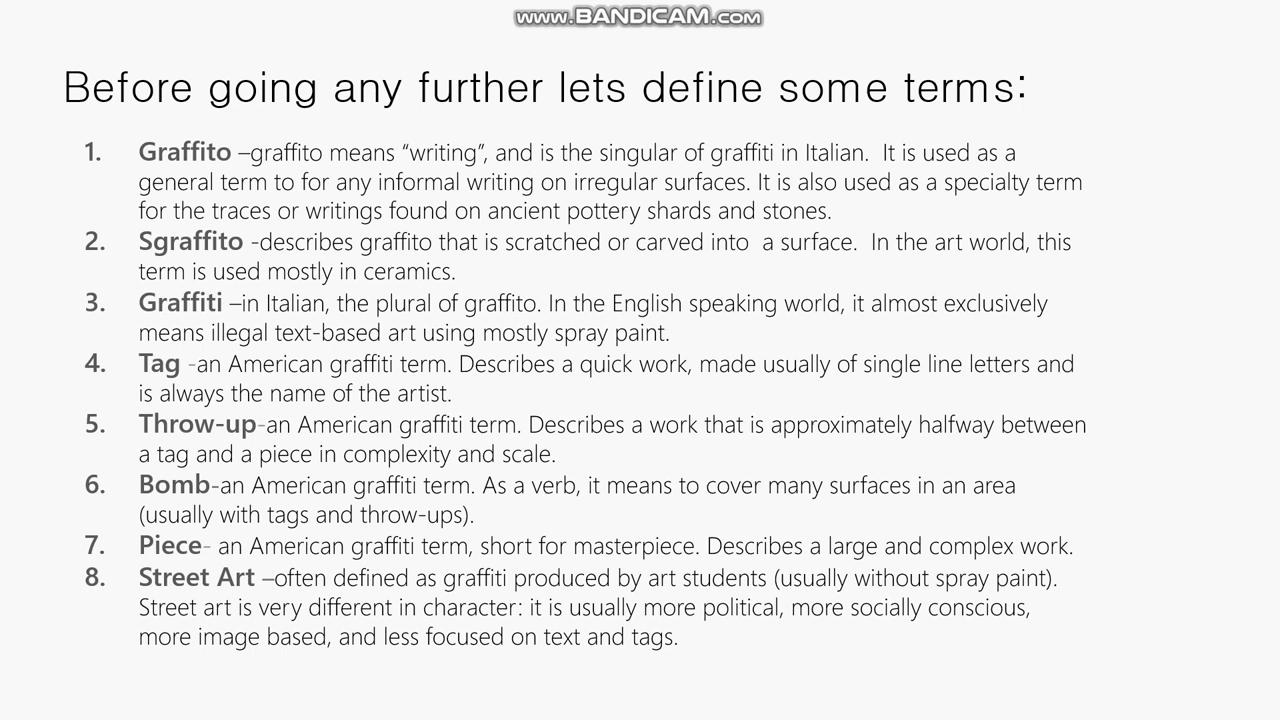 www.BANDICAM.com
Before going any further lets define some terms:
1. Graffito –graffito means “writing”, and is the singular of graffiti in Italian.  It is used as a
general term to for any informal writing on irregular surfaces. It is also used as a specialty term
for the traces or writings found on ancient pottery shards and stones.
2. Sgraffito -describes graffito that is scratched or carved into  a surface.  In the art world, this
term is used mostly in ceramics.
3. Graffiti –in Italian, the plural of graffito. In the English speaking world, it almost exclusively
means illegal text-based art using mostly spray paint.
4. Tag -an American graffiti term. Describes a quick work, made usually of single line letters and
is always the name of the artist.
5. Throw-up-an American graffiti term. Describes a work that is approximately halfway between
a tag and a piece in complexity and scale.
6. Bomb-an American graffiti term. As a verb, it means to cover many surfaces in an area
(usually with tags and throw-ups).
7. Piece- an American graffiti term, short for masterpiece. Describes a large and complex work.
8. Street Art –often defined as graffiti produced by art students (usually without spray paint).
Street art is very different in character: it is usually more political, more socially conscious,
more image based, and less focused on text and tags.